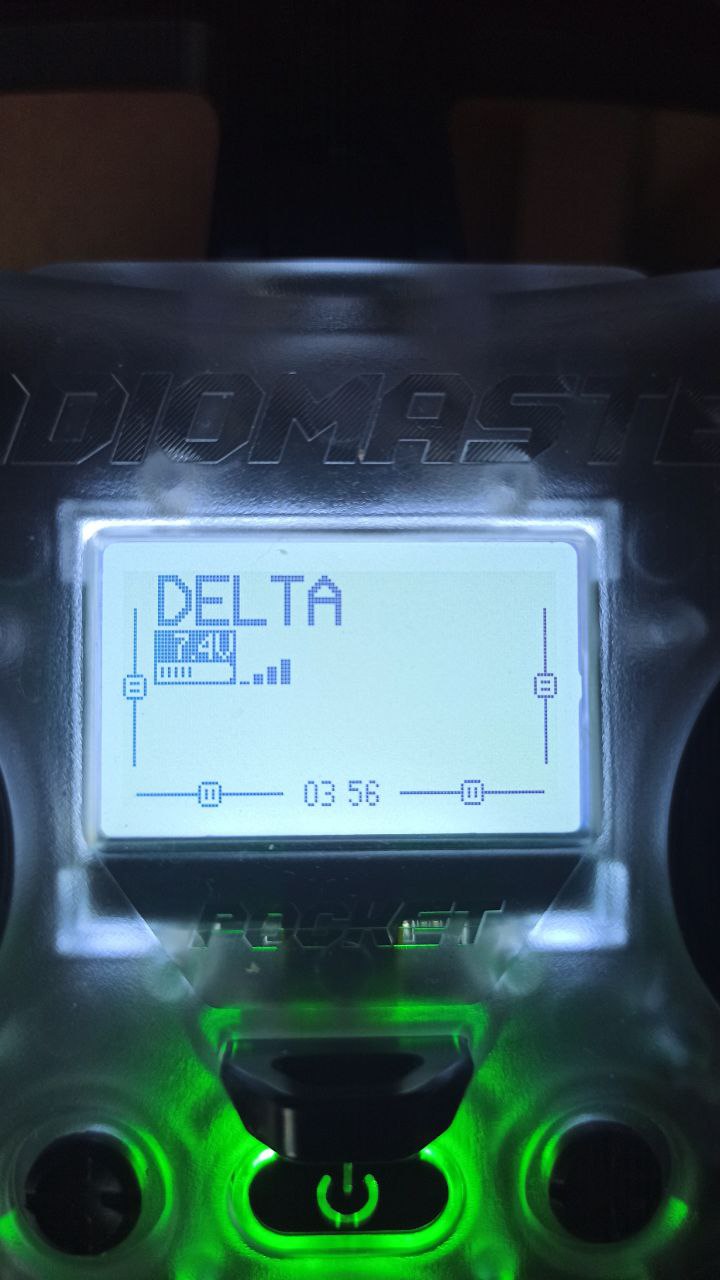 RADIOMASTER
DELTA
7.4V
03:56
POCKET